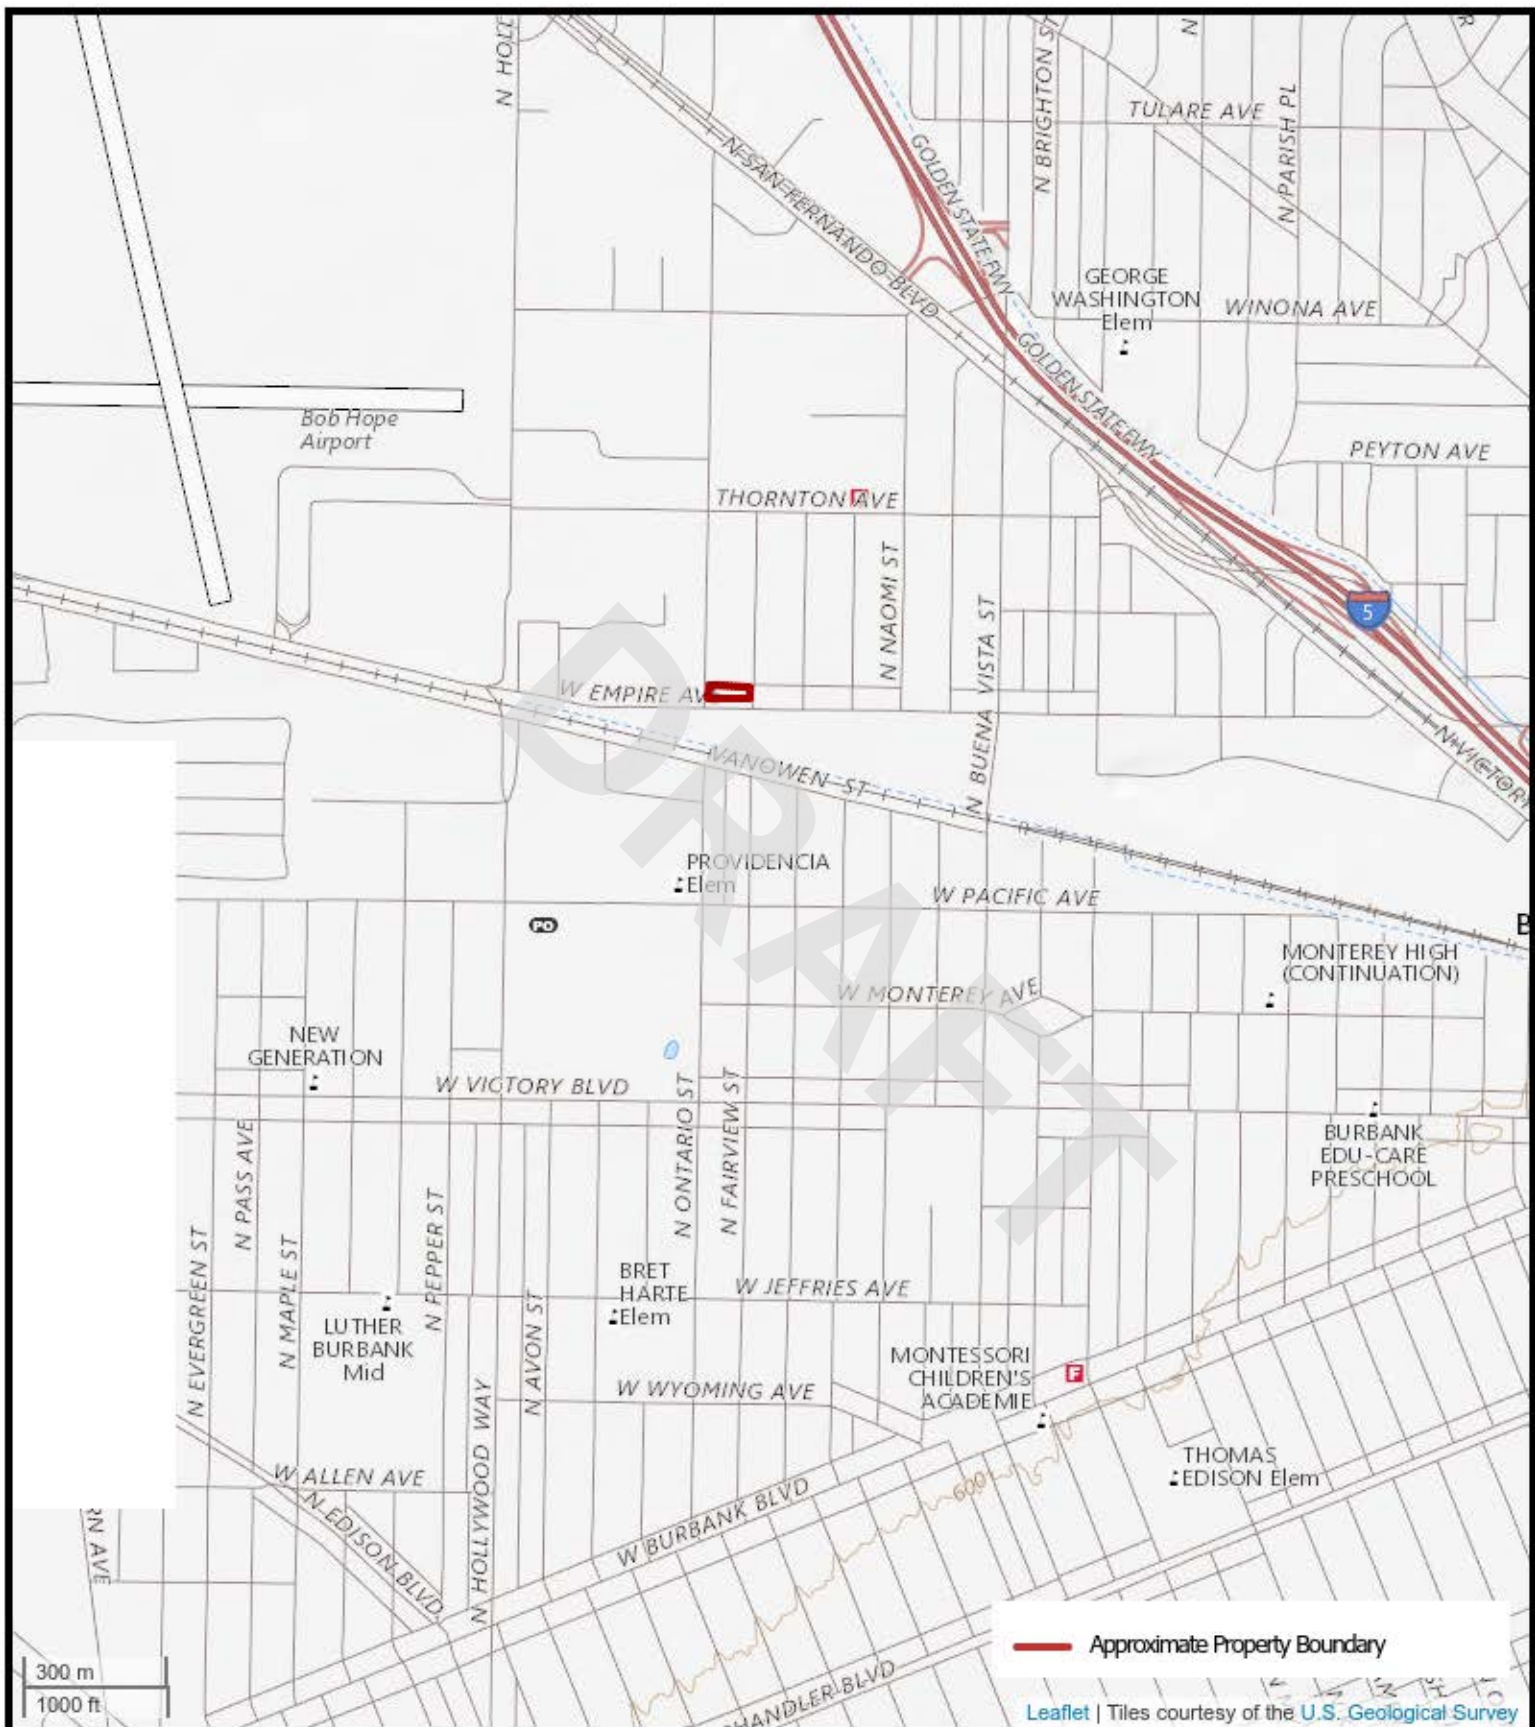 N HOLL
N BRIGHTON ST
N
R
TULARE AVE
N PARISH PL
N SAN FERNANDO BLVD
GOLDEN STATE FWY
GEORGE
WASHINGTON
Elem
WINONA AVE
GOLDEN STATE FWY
Bob Hope
Airport
PEYTON AVE
THORNTON AVE
N NAOMI ST
5
N BUENA VISTA ST
W EMPIRE AV
N VICTORY
VANOWEN ST
DRAFT
PROVIDENCIA
Elem
W PACIFIC AVE
PO
B
MONTEREY HIGH
(CONTINUATION)
W MONTEREY AVE
NEW
GENERATION
W VICTORY BLVD
N ONTARIO ST
N FAIRVIEW ST
N PASS AVE
BURBANK
EDU-CARE
PRESCHOOL
N EVERGREEN ST
N MAPLE ST
N PEPPER ST
BRET
HARTE
Elem
W JEFFRIES AVE
N AVON ST
LUTHER
BURBANK
Mid
MONTESSORI
CHILDREN'S
ACADEMIE
F
W WYOMING AVE
N HOLLYWOOD WAY
THOMAS
EDISON Elem
W ALLEN AVE
N EDISON BLVD
600
W BURBANK BLVD
RN AVE
Approximate Property Boundary
300 m
1000 ft
HANDLER BLVD
Leaflet | Tiles courtesy of the U.S. Geological Survey